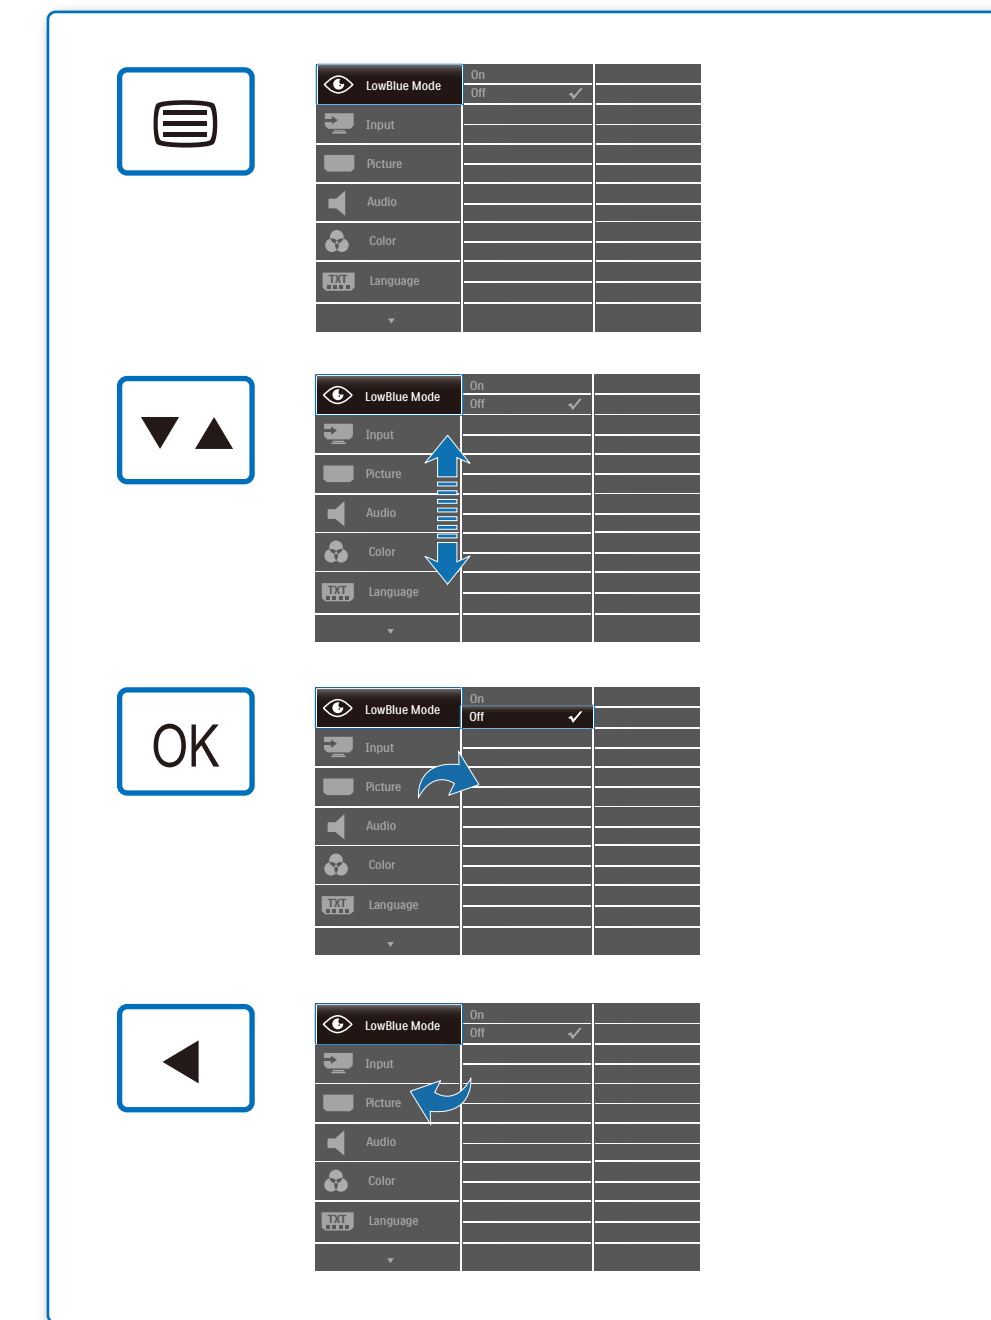 LowBlue Mode
On
Off
Input
Picture
Audio
Color
TXT
Language
LowBlue Mode
On
Off
Input
Picture
Audio
Color
TXT
Language
OK
LowBlue Mode
On
Off
Input
Picture
Audio
Color
TXT
Language
LowBlue Mode
On
Off
Input
Picture
Audio
Color
TXT
Language